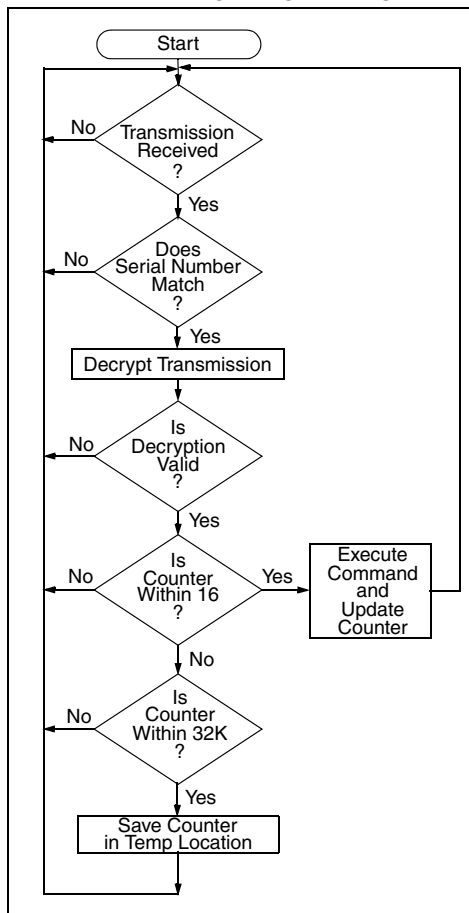 Start
No
Transmission
Received
?
Yes
No
Does
Serial Number
Match
?
Yes
Decrypt Transmission
No
Is
Decryption
Valid
?
Yes
No
Is
Counter
Within 16
?
Yes
Execute
Command
and
Update
Counter
No
No
Is
Counter
Within 32K
?
Yes
Save Counter
in Temp Location